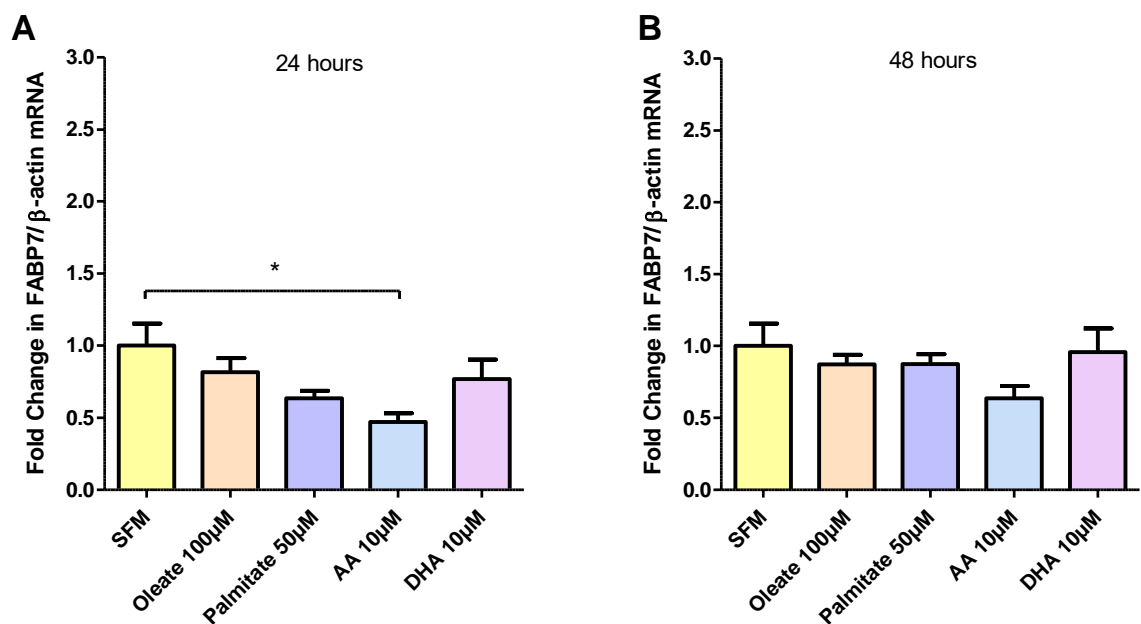 A
24 hours
Fold Change in FABP7/β-actin mRNA
3.0
2.5
2.0
1.5
1.0
0.5
0.0
*
SFM
Oleate 100µM
Palmitate 50µM
AA 10µM
DHA 10µM
B
48 hours
Fold Change in FABP7/β-actin mRNA
3.0
2.5
2.0
1.5
1.0
0.5
0.0
SFM
Oleate 100µM
Palmitate 50µM
AA 10µM
DHA 10µM